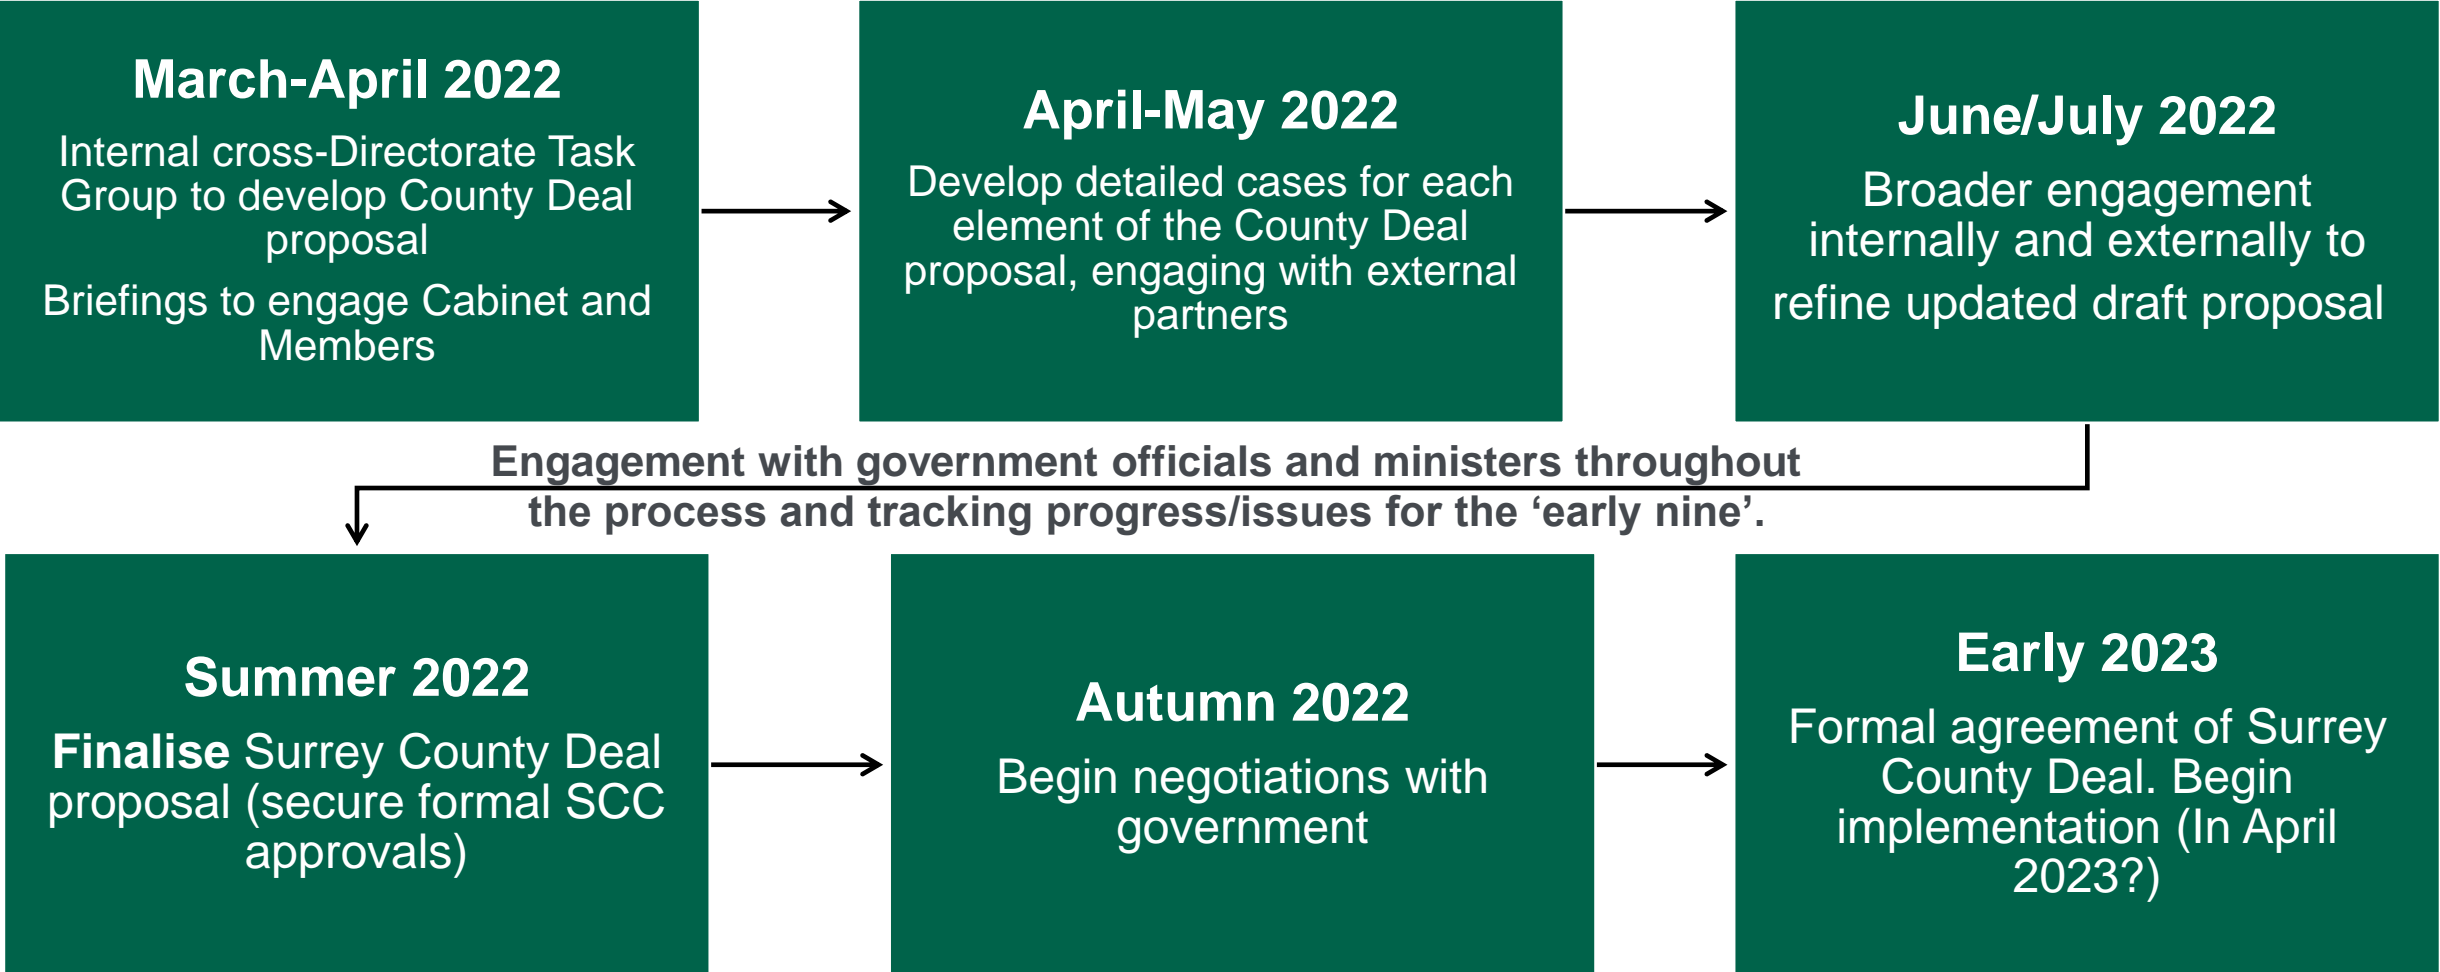 March-April 2022
Internal cross-Directorate Task
Group to develop County Deal
proposal
Briefings to engage Cabinet and
Members
April-May 2022
Develop detailed cases for each
element of the County Deal
proposal, engaging with external
partners
June/July 2022
Broader engagement
internally and externally to
refine updated draft proposal
Engagement with government officials and ministers throughout
the process and tracking progress/issues for the ‘early nine’.
Summer 2022
Finalise Surrey County Deal
proposal (secure formal SCC
approvals)
Autumn 2022
Begin negotiations with
government
Early 2023
Formal agreement of Surrey
County Deal. Begin
implementation (In April
2023?)